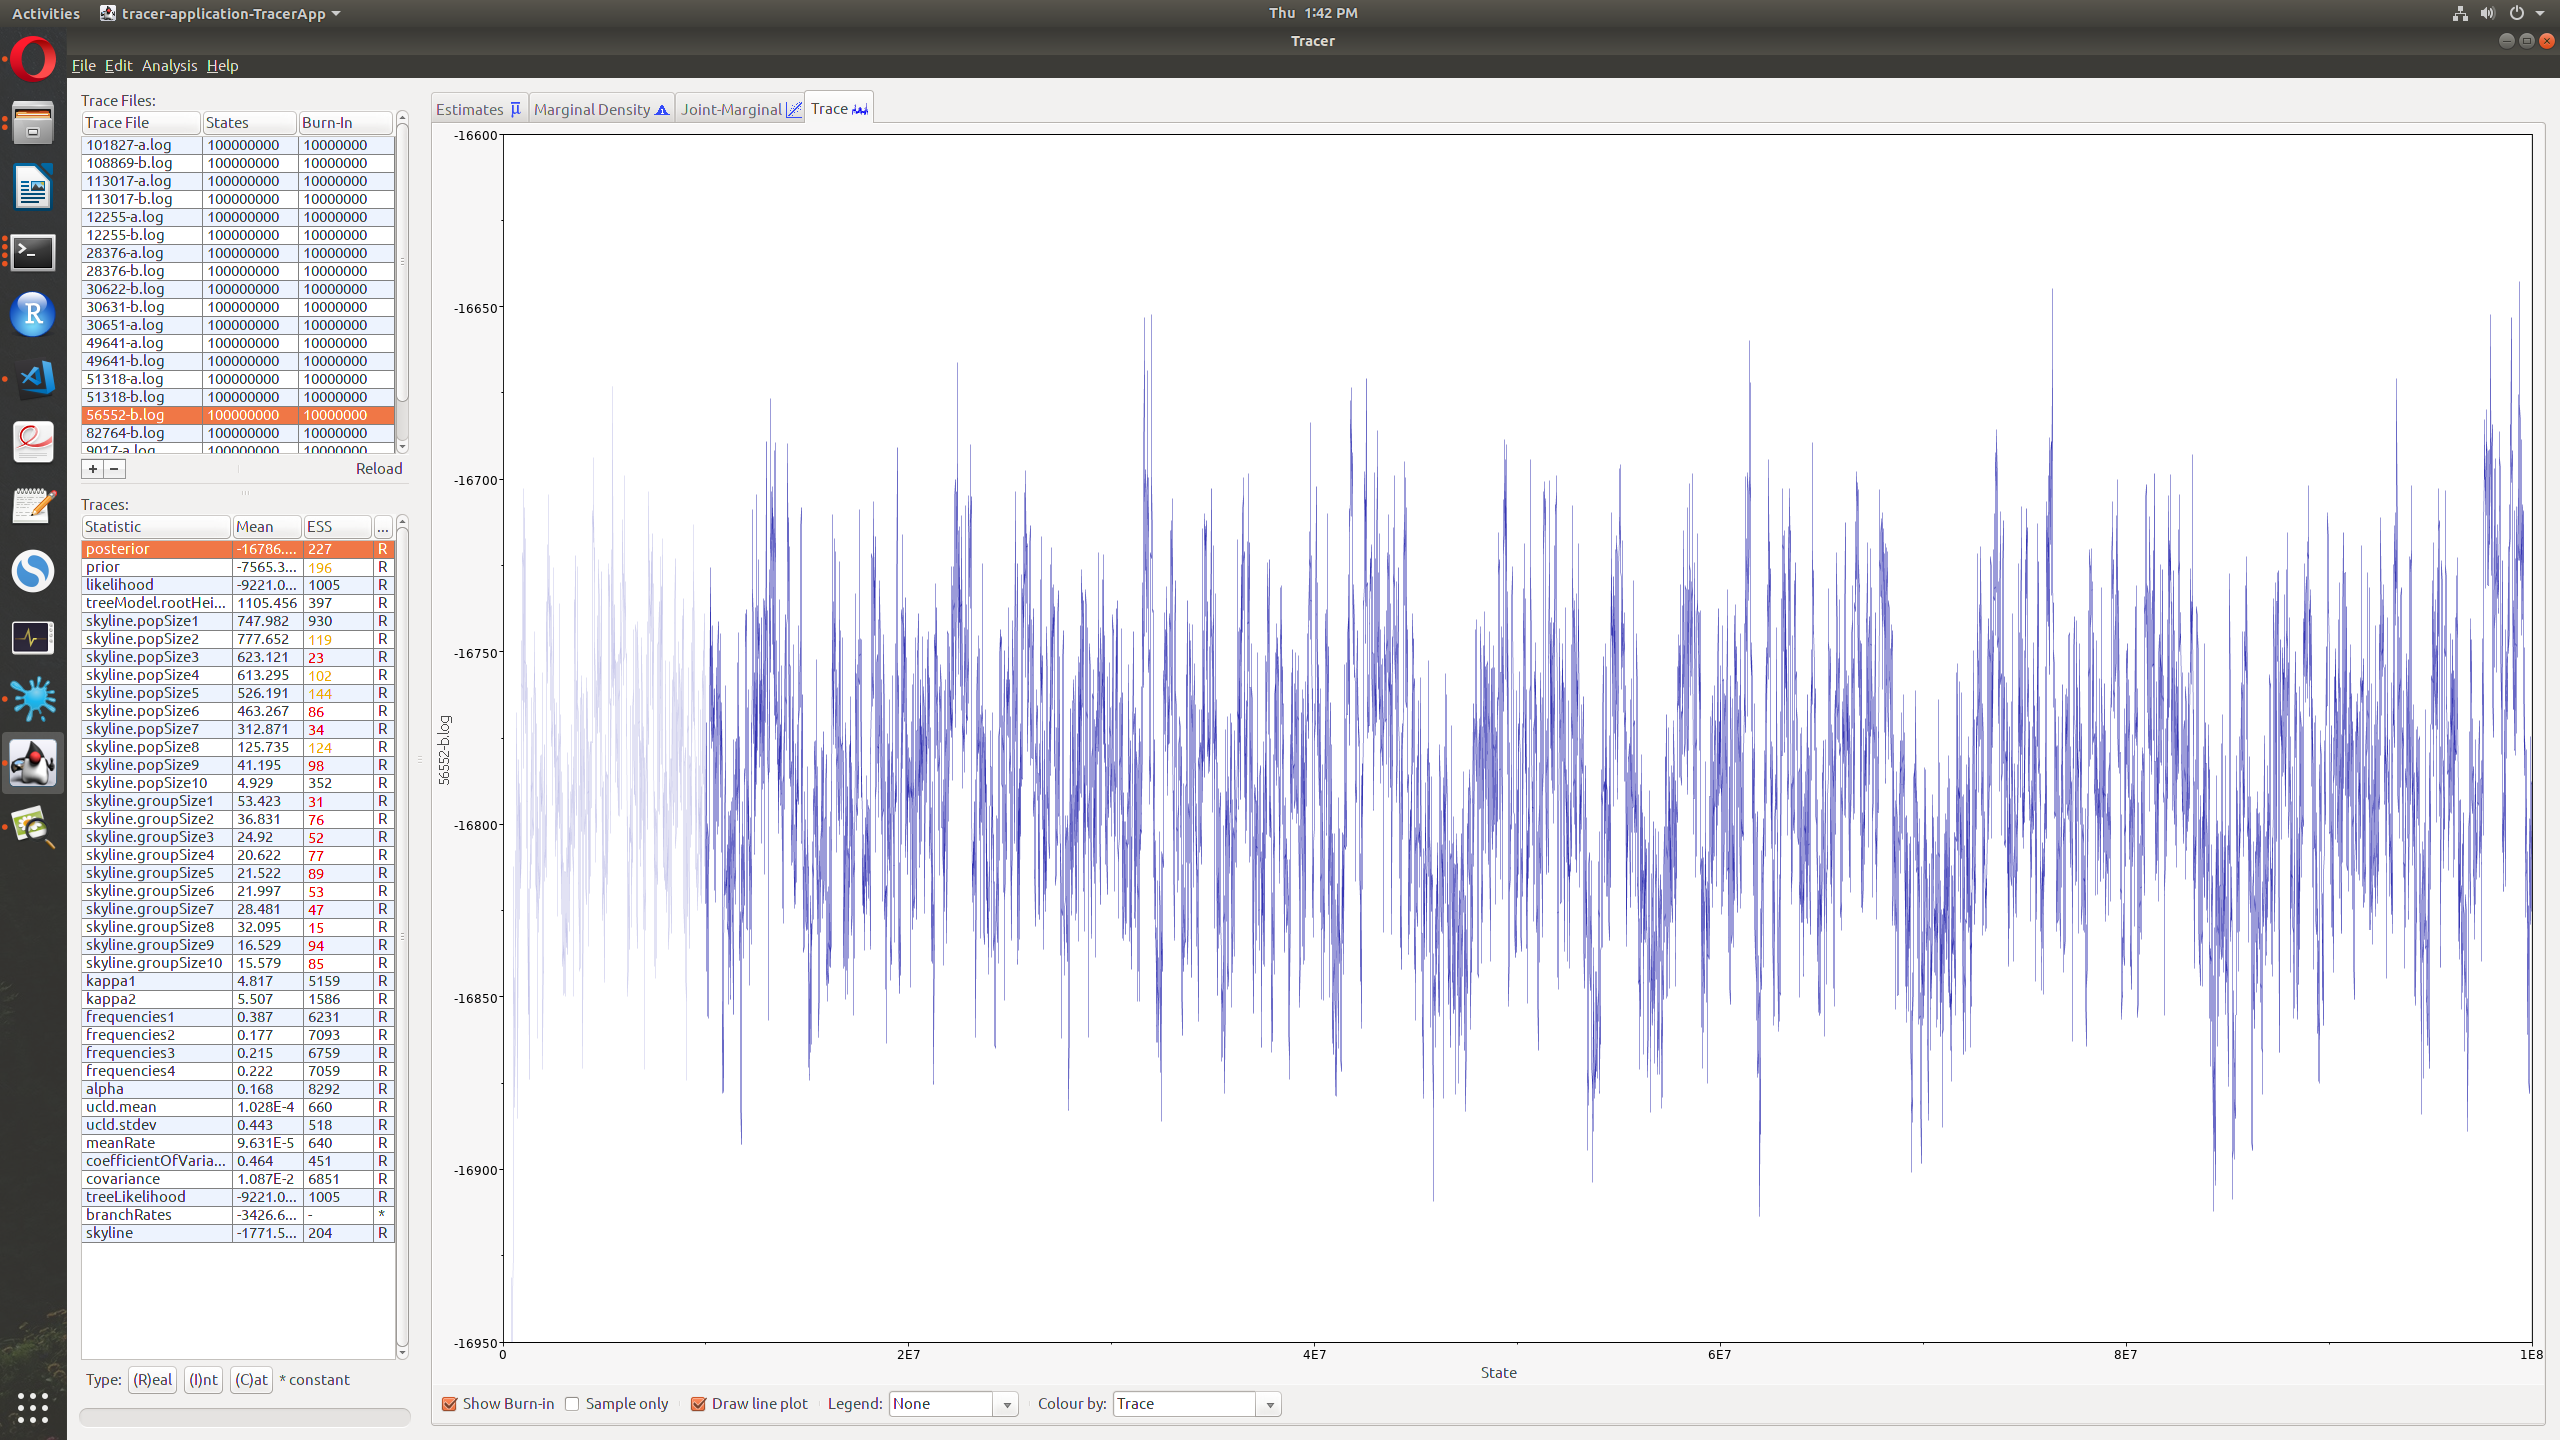 Activities tracer-application-TracerApp Thu 1:42 PM
Tracer
File Edit Analysis Help
Trace Files:
Trace File States Burn-In
101827-a.log 100000000 10000000
108869-b.log 100000000 10000000
113017-a.log 100000000 10000000
113017-b.log 100000000 10000000
12255-a.log 100000000 10000000
12255-b.log 100000000 10000000
28376-a.log 100000000 10000000
28376-b.log 100000000 10000000
30622-b.log 100000000 10000000
30631-b.log 100000000 10000000
30651-a.log 100000000 10000000
49641-a.log 100000000 10000000
49641-b.log 100000000 10000000
51318-a.log 100000000 10000000
51318-b.log 100000000 10000000
56552-b.log 100000000 10000000
82764-b.log 100000000 10000000
9017-a.log 100000000 10000000
+ - Reload
Traces:
Statistic Mean ESS ...
posterior -16786.... 227 R
prior -7565.3... 196 R
likelihood -9221.0... 1005 R
treeModel.rootHei... 1105.456 397 R
skyline.popSize1 747.982 930 R
skyline.popSize2 777.652 119 R
skyline.popSize3 623.121 23 R
skyline.popSize4 613.295 102 R
skyline.popSize5 526.191 144 R
skyline.popSize6 463.267 86 R
skyline.popSize7 312.871 34 R
skyline.popSize8 125.735 124 R
skyline.popSize9 41.195 98 R
skyline.popSize10 4.929 352 R
skyline.groupSize1 53.423 31 R
skyline.groupSize2 36.831 76 R
skyline.groupSize3 24.92 52 R
skyline.groupSize4 20.622 77 R
skyline.groupSize5 21.522 89 R
skyline.groupSize6 21.997 53 R
skyline.groupSize7 28.481 47 R
skyline.groupSize8 32.095 15 R
skyline.groupSize9 16.529 94 R
skyline.groupSize10 15.579 85 R
kappa1 4.817 5159 R
kappa2 5.507 1586 R
frequencies1 0.387 6231 R
frequencies2 0.177 7093 R
frequencies3 0.215 6759 R
frequencies4 0.222 7059 R
alpha 0.168 8292 R
ucld.mean 1.028E-4 660 R
ucld.stdev 0.443 518 R
meanRate 9.631E-5 640 R
coefficientOfVaria... 0.464 451 R
covariance 1.087E-2 6851 R
treeLikelihood -9221.0... 1005 R
branchRates -3426.6... - *
skyline -1771.5... 204 R
Type: (R)eal (I)nt (C)at * constant
Estimates Marginal Density Joint-Marginal Trace
-16600
-16650
-16700
-16750
-16800
-16850
-16900
-16950
56552-b.log
0 2E7 4E7 6E7 8E7 1E8
State
Show Burn-in Sample only Draw line plot Legend: None Colour by: Trace